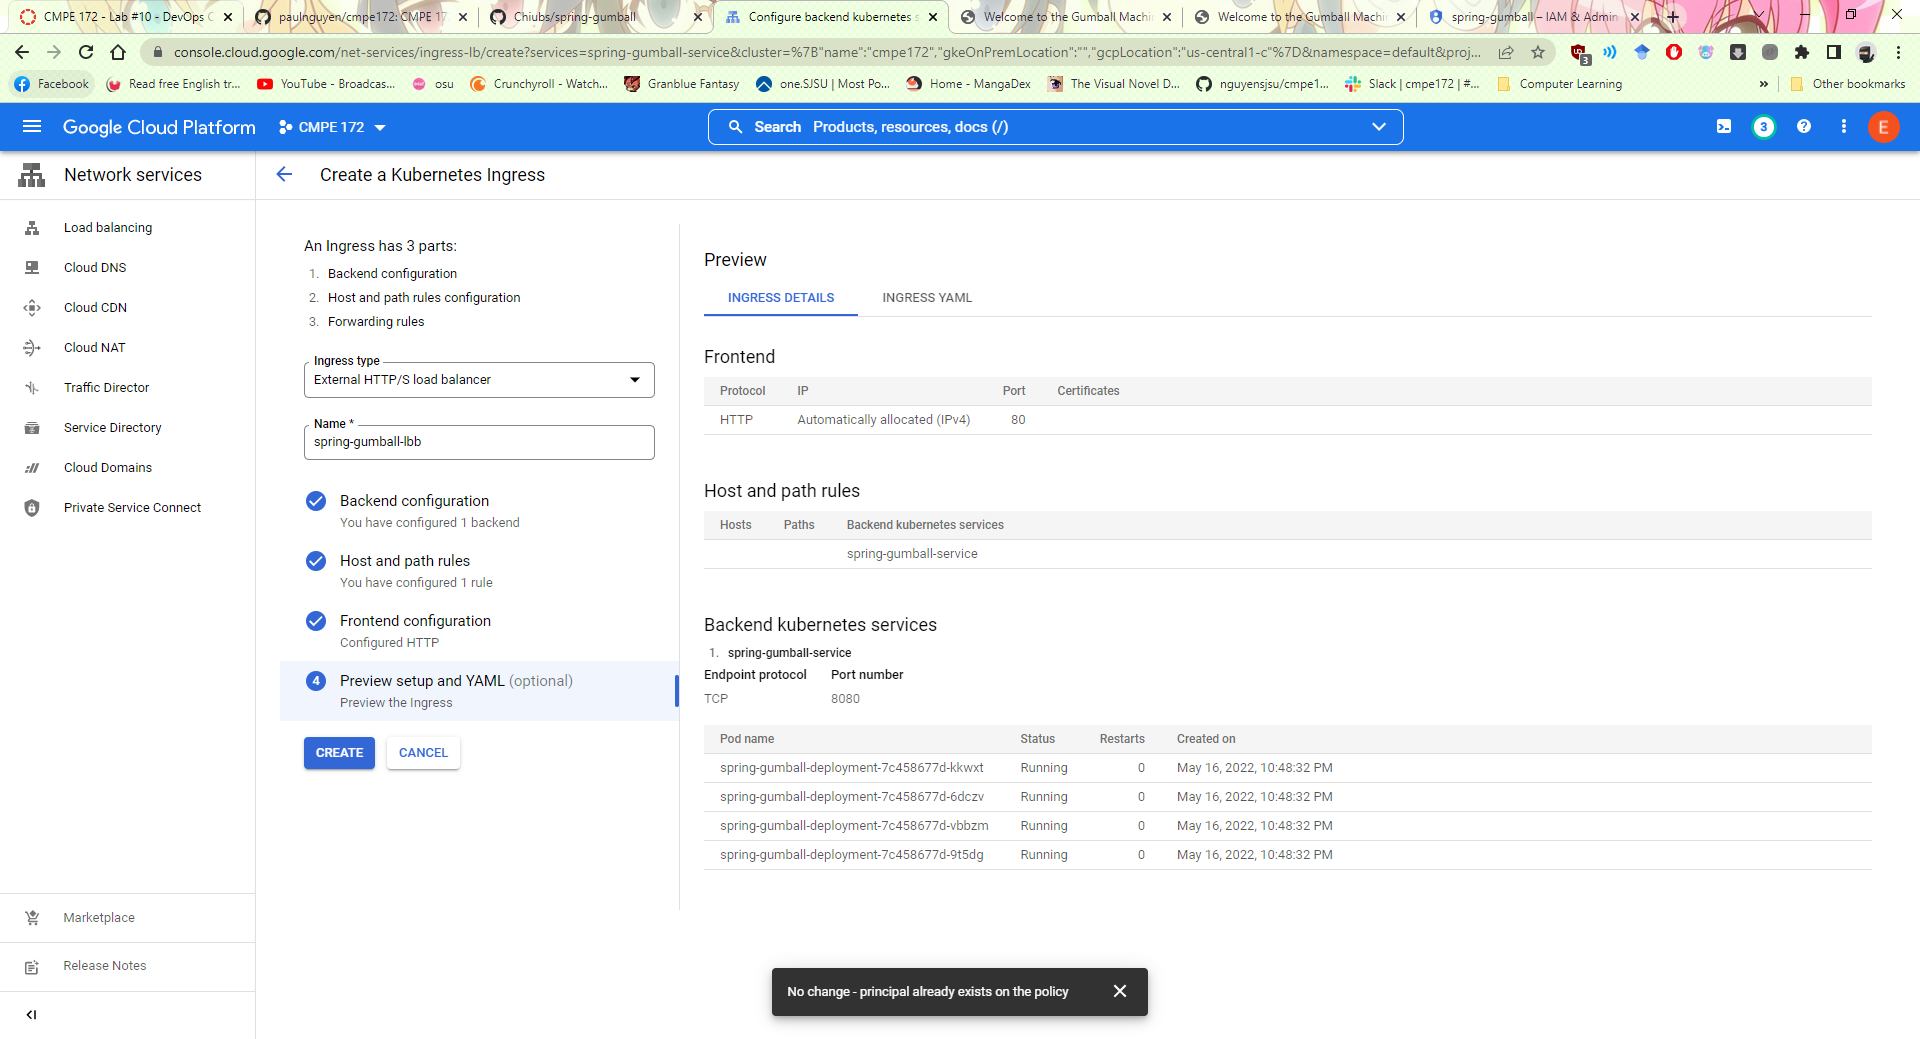 CMPE 172 - Lab #10 - DevOps C
paulnguyen/cmpe172: CMPE 17
Chiubs/spring-gumball
Configure backend kubernetes s
Welcome to the Gumball Machi
Welcome to the Gumball Machi
spring-gumball – IAM & Admin
console.cloud.google.com/net-services/ingress-lb/create?services=spring-gumball-service&cluster=%7B"name":"cmpe172","gkeOnPremLocation":"","gcpLocation":"us-central1-c"%7D&namespace=default&proj...
3
Facebook
Read free English tr...
YouTube - Broadcas...
osu
Crunchyroll - Watch...
Granblue Fantasy
one.SJSU | Most Po...
Home - MangaDex
The Visual Novel D...
nguyensjsu/cmpe1...
Slack | cmpe172 | #...
Computer Learning
»
Other bookmarks
Google Cloud Platform
CMPE 172
Search Products, resources, docs (/)
3
E
Network services
Create a Kubernetes Ingress
Load balancing
Cloud DNS
Cloud CDN
Cloud NAT
Traffic Director
Service Directory
Cloud Domains
Private Service Connect
Marketplace
Release Notes
An Ingress has 3 parts:
1. Backend configuration
2. Host and path rules configuration
3. Forwarding rules
Ingress type
External HTTP/S load balancer
Name *
spring-gumball-lbb
Backend configuration
You have configured 1 backend
Host and path rules
You have configured 1 rule
Frontend configuration
Configured HTTP
4 Preview setup and YAML (optional)
Preview the Ingress
CREATE CANCEL
Preview
INGRESS DETAILS INGRESS YAML
Frontend
Protocol IP Port Certificates
HTTP Automatically allocated (IPv4) 80
Host and path rules
Hosts Paths Backend kubernetes services
spring-gumball-service
Backend kubernetes services
1. spring-gumball-service
Endpoint protocol Port number
TCP 8080
Pod name Status Restarts Created on
spring-gumball-deployment-7c458677d-kkwxt Running 0 May 16, 2022, 10:48:32 PM
spring-gumball-deployment-7c458677d-6dczv Running 0 May 16, 2022, 10:48:32 PM
spring-gumball-deployment-7c458677d-vbbzm Running 0 May 16, 2022, 10:48:32 PM
spring-gumball-deployment-7c458677d-9t5dg Running 0 May 16, 2022, 10:48:32 PM
No change - principal already exists on the policy